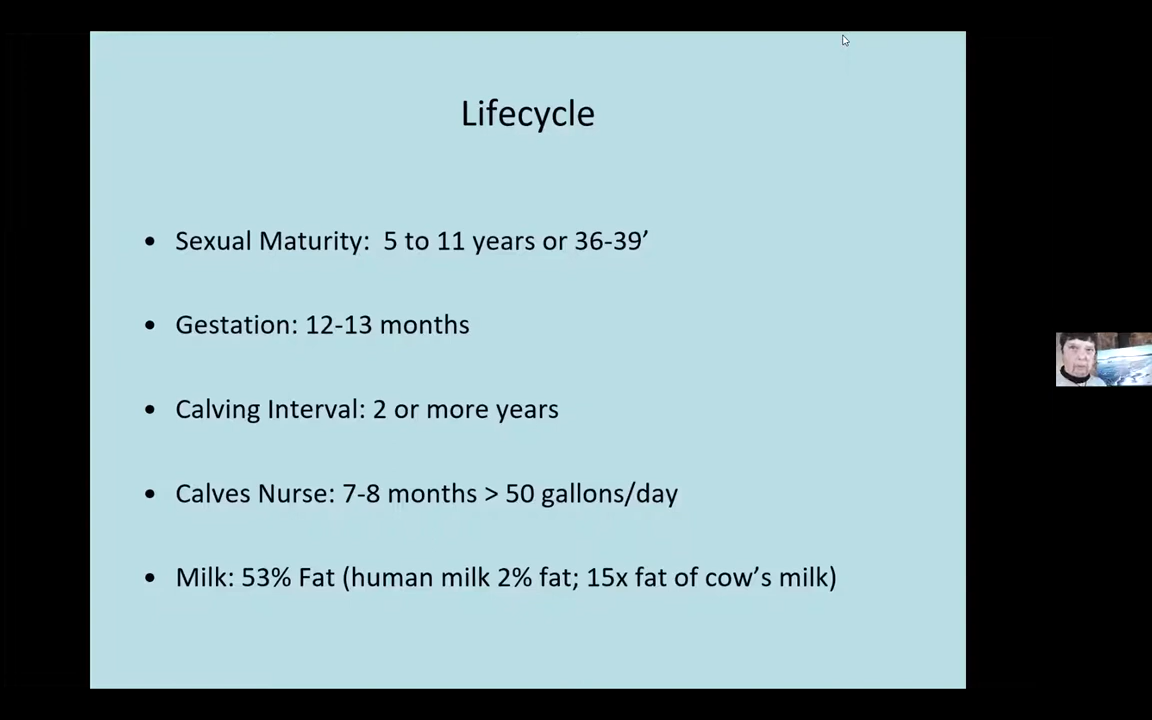 Lifecycle
• Sexual Maturity:  5 to 11 years or 36-39’
• Gestation: 12-13 months
• Calving Interval: 2 or more years
• Calves Nurse: 7-8 months > 50 gallons/day
• Milk: 53% Fat (human milk 2% fat; 15x fat of cow’s milk)